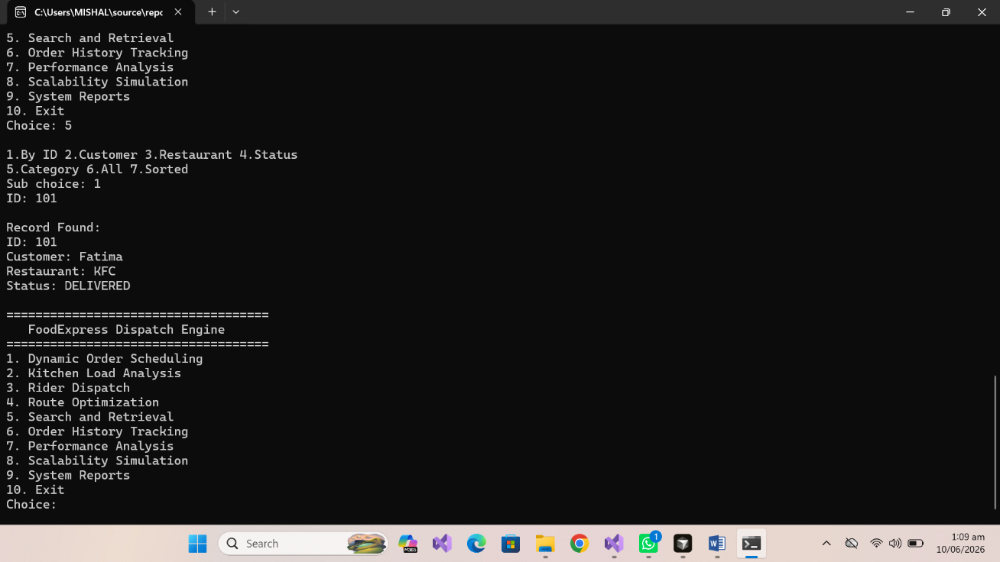 C:\Users\MISHAL\source\repo
5. Search and Retrieval
6. Order History Tracking
7. Performance Analysis
8. Scalability Simulation
9. System Reports
10. Exit
Choice: 5
1.By ID 2.Customer 3.Restaurant 4.Status
5.Category 6.All 7.Sorted
Sub choice: 1
ID: 101
Record Found:
ID: 101
Customer: Fatima
Restaurant: KFC
Status: DELIVERED
====================================
FoodExpress Dispatch Engine
====================================
1. Dynamic Order Scheduling
2. Kitchen Load Analysis
3. Rider Dispatch
4. Route Optimization
5. Search and Retrieval
6. Order History Tracking
7. Performance Analysis
8. Scalability Simulation
9. System Reports
10. Exit
Choice:
Search
M365
1
1:09 am
10/06/2026